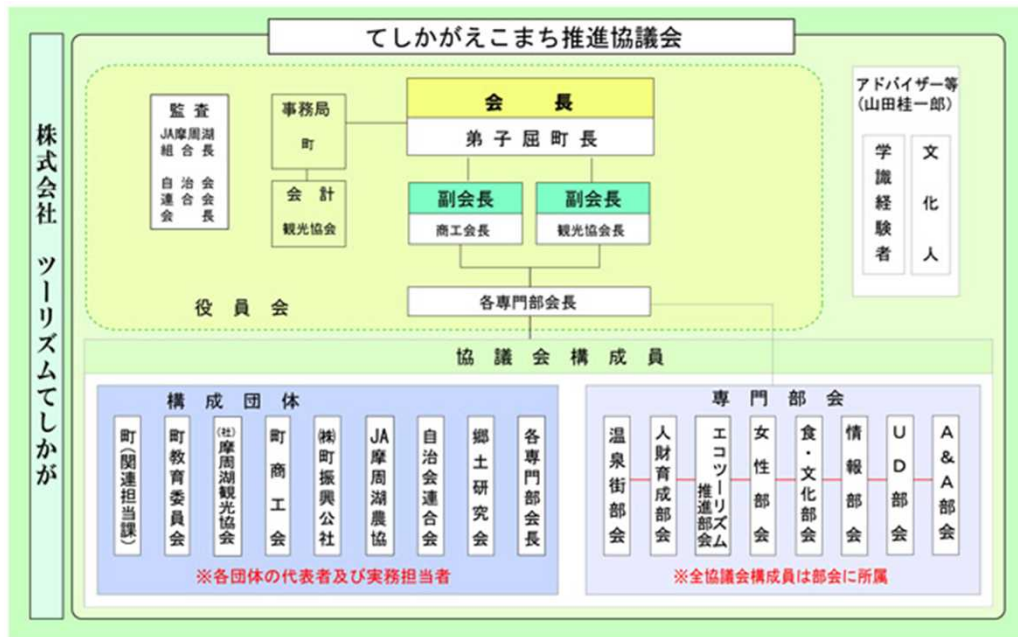 てしかがえこまち推進協議会
株式会社 ツーリズムてしかが
監査
JA摩周湖
組合長
自治会
連合会
会長
事務局
町
会計
観光協会
会長
弟子屈町長
副会長
商工会長
副会長
観光協会長
各専門部会長
役員会
アドバイザー等
(山田桂一郎)
学識経験者
文化人
協議会構成員
構成団体
町(関連担当課)
町教育委員会
(社)摩周湖観光協会
町商工会
㈱町振興公社
JA摩周湖農協
自治会連合会
郷土研究会
各専門部会長
※各団体の代表者及び実務担当者
専門部会
温泉街部会
人財育成部会
エコツーリズム
推進部会
女性部会
食・文化部会
情報部会
UD部会
A&A部会
※全協議会構成員は部会に所属